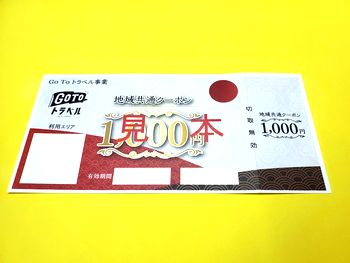 Go To トラベル事業
GOTO
トラベル
利用エリア
地域共通クーポン
1,000円
見本
有効期間
切取無効
地域共通クーポン
1,000円